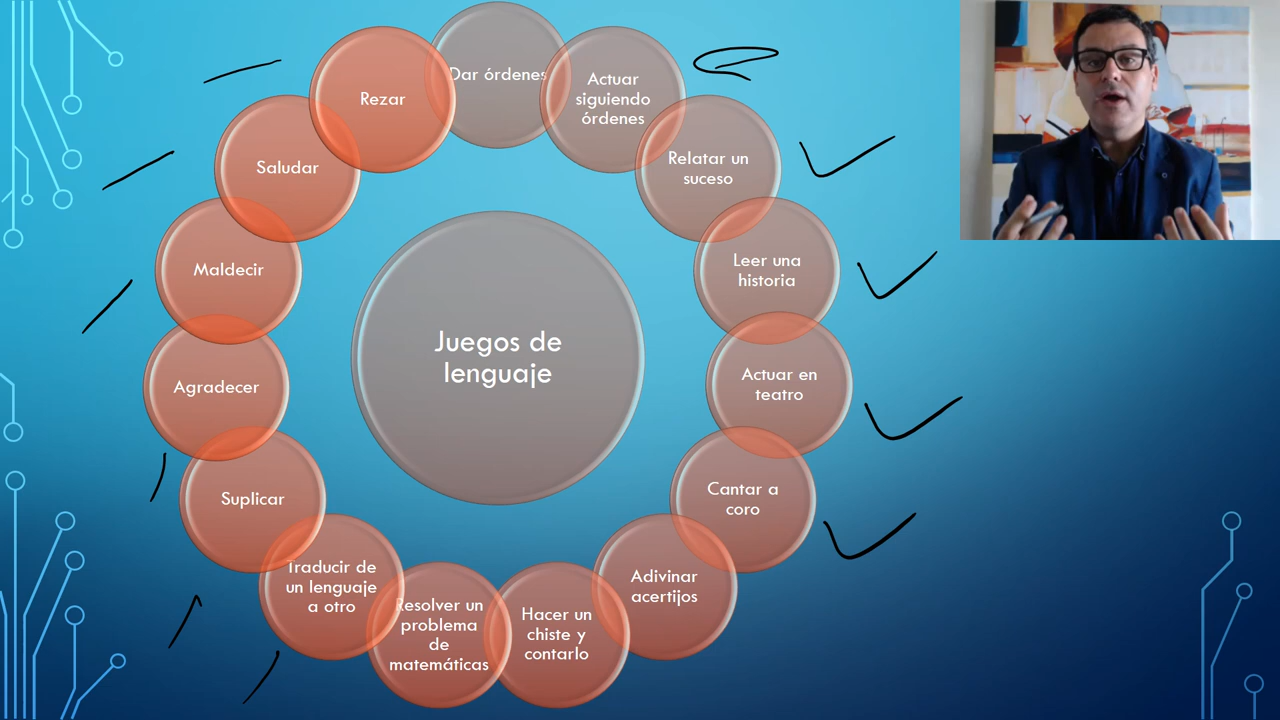 Dar órdenes
Actuar
siguiendo
órdenes
Relatar un
suceso
Leer una
historia
Actuar en
teatro
Cantar a
coro
Adivinar
acertijos
Hacer un
chiste y
contarlo
Resolver un
problema
de
matemáticas
Traducir de
un lenguaje
a otro
Suplicar
Agradecer
Maldecir
Saludar
Rezar
Juegos de
lenguaje